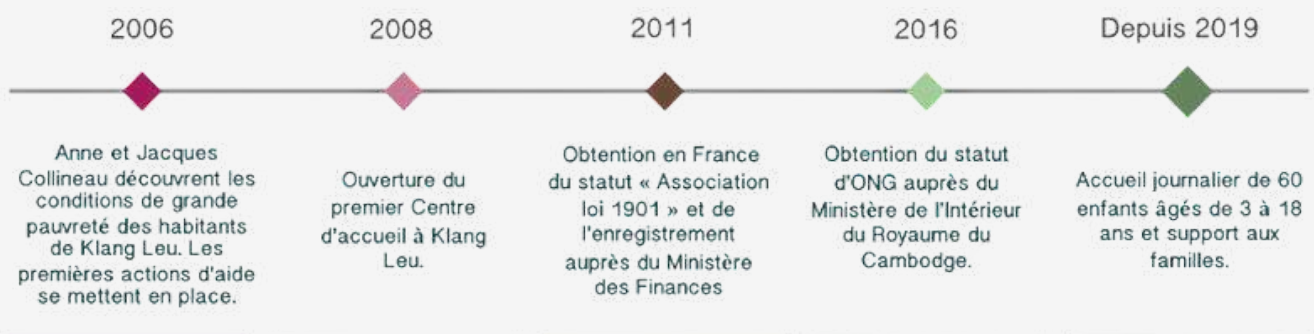 2006
Anne et Jacques
Collineau découvrent les
conditions de grande
pauvreté des habitants
de Klang Leu. Les
premières actions d'aide
se mettent en place.
2008
Ouverture du
premier Centre
d'accueil à Klang
Leu.
2011
Obtention en France
du statut « Association
loi 1901 » et de
l'enregistrement
auprès du Ministère
des Finances
2016
Obtention du statut
d'ONG auprès du
Ministère de l'Intérieur
du Royaume du
Cambodge.
Depuis 2019
Accueil journalier de 60
enfants âgés de 3 à 18
ans et support aux
familles.